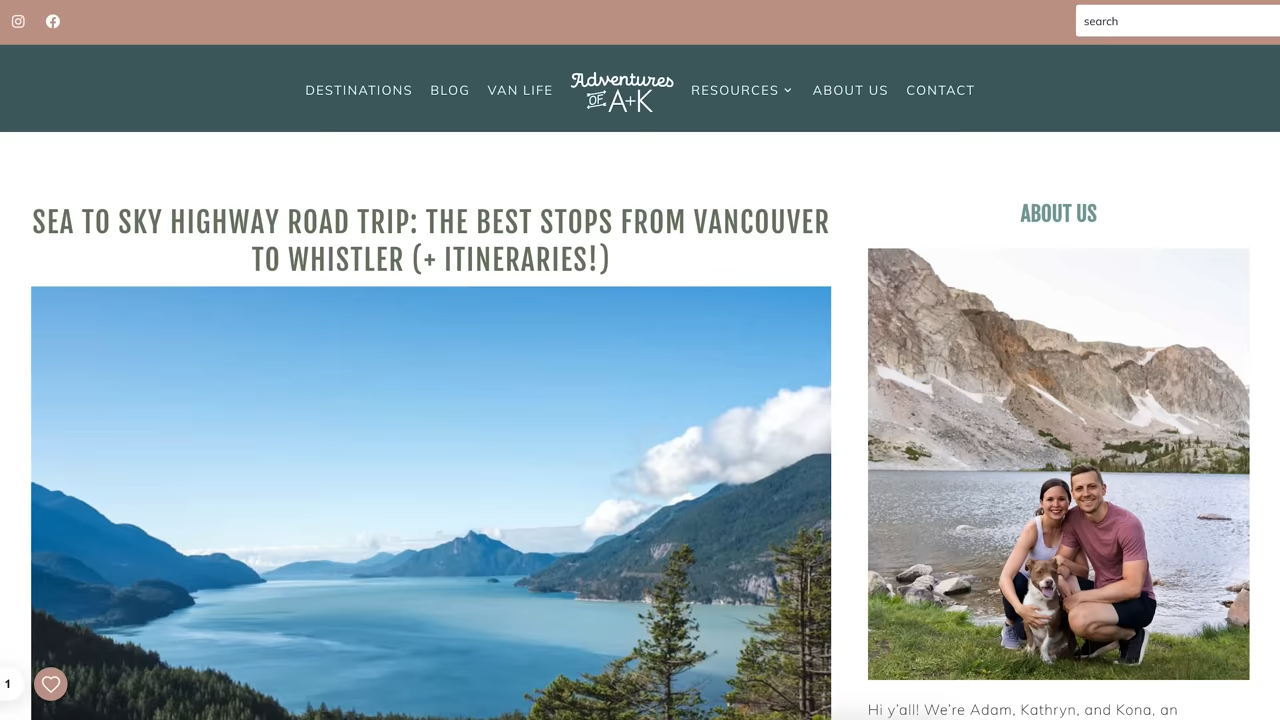 search
DESTINATIONS
BLOG
VAN LIFE
Adventures
OF A+K
RESOURCES
ABOUT US
CONTACT
SEA TO SKY HIGHWAY ROAD TRIP: THE BEST STOPS FROM VANCOUVER
TO WHISTLER (+ ITINERARIES!)
ABOUT US
Hi y'all! We're Adam, Kathryn, and Kona, an
1